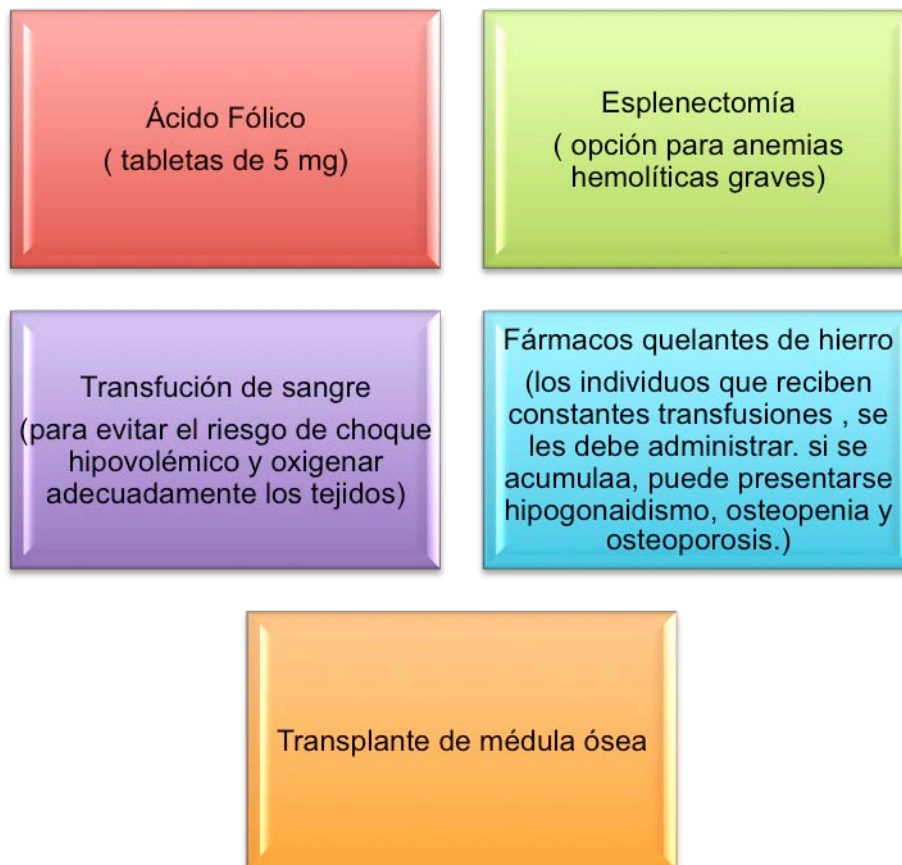 Ácido Fólico
( tabletas de 5 mg)
Esplenectomía
( opción para anemias
hemolíticas graves)
Transfución de sangre
(para evitar el riesgo de choque
hipovolémico y oxigenar
adecuadamente los tejidos)
Fármacos quelantes de hierro
(los individuos que reciben
constantes transfusiones , se
les debe administrar. si se
acumulaa, puede presentarse
hipogonaidismo, osteopenia y
osteoporosis.)
Transplante de médula ósea